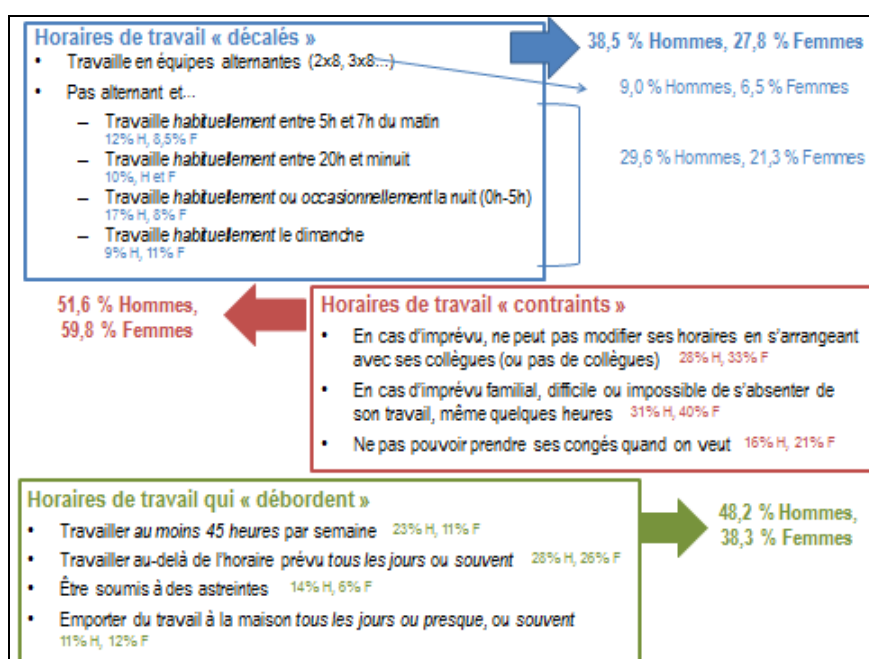 Horaires de travail « décalés »
• Travaille en équipes alternantes (2x8, 3x8...)
• Pas alternant et...
– Travaille habituellement entre 5h et 7h du matin
12% H, 8,5% F
– Travaille habituellement entre 20h et minuit
10%, H et F
– Travaille habituellement ou occasionnellement la nuit (0h-5h)
17% H, 8% F
– Travaille habituellement le dimanche
9% H, 11% F
38,5 % Hommes, 27,8 % Femmes
9,0 % Hommes, 6,5 % Femmes
29,6 % Hommes, 21,3 % Femmes
51,6 % Hommes,
59,8 % Femmes
Horaires de travail « contraints »
• En cas d'imprévu, ne peut pas modifier ses horaires en s'arrangeant
avec ses collègues (ou pas de collègues) 28% H, 33% F
• En cas d'imprévu familial, difficile ou impossible de s'absenter de
son travail, même quelques heures 31% H, 40% F
• Ne pas pouvoir prendre ses congés quand on veut 16% H, 21% F
Horaires de travail qui « débordent »
• Travailler au moins 45 heures par semaine 23% H, 11% F
• Travailler au-delà de l'horaire prévu tous les jours ou souvent 28% H, 26% F
• Être soumis à des astreintes 14% H, 6% F
• Emporter du travail à la maison tous les jours ou presque, ou souvent
11% H, 12% F
48,2 % Hommes,
38,3 % Femmes